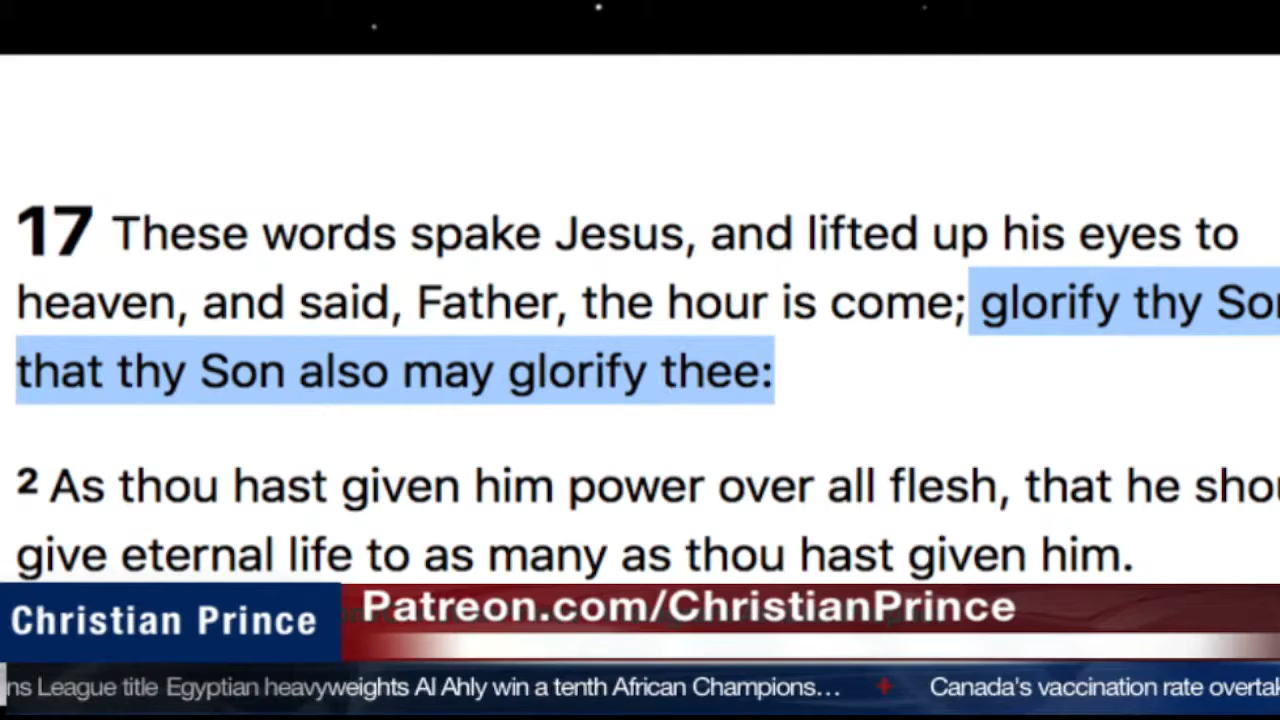 17 These words spake Jesus, and lifted up his eyes to
heaven, and said, Father, the hour is come; glorify thy
that thy Son also may glorify thee:
2 As thou hast given him power over all flesh, that he
give eternal life to as many as thou hast given him.
Christian Prince
Patreon.com/ChristianPrince
League title Egyptian heavyweights Al Ahly win a tenth African Champions... Canada's vaccination rate